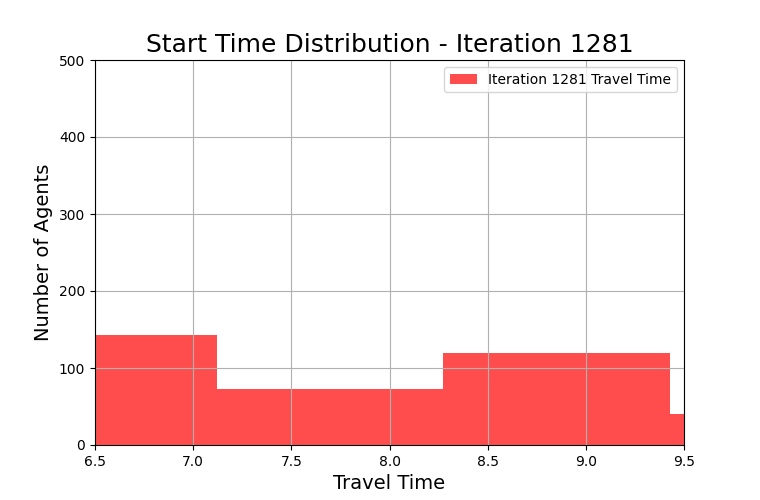 Start Time Distribution - Iteration 1281
Iteration 1281 Travel Time
Number of Agents
500
400
300
200
100
0
6.5 7.0 7.5 8.0 8.5 9.0 9.5
Travel Time